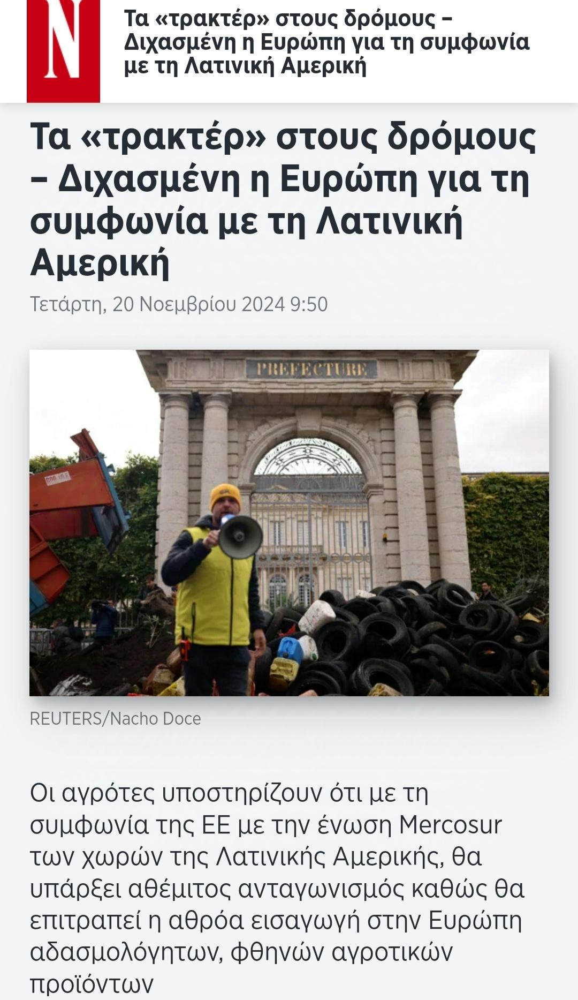 N
Τα «τρακτέρ» στους δρόμους –
Διχασμένη η Ευρώπη για τη συμφωνία
με τη Λατινική Αμερική
Τα «τρακτέρ» στους δρόμους
– Διχασμένη η Ευρώπη για τη
συμφωνία με τη Λατινική
Αμερική
Τετάρτη, 20 Νοεμβρίου 2024 9:50
PREFECTURE
REUTERS/Nacho Doce
Οι αγρότες υποστηρίζουν ότι με τη
συμφωνία της ΕΕ με την ένωση Mercosur
των χωρών της Λατινικής Αμερικής, θα
υπάρξει αθέμιτος ανταγωνισμός καθώς θα
επιτραπεί η αθρόα εισαγωγή στην Ευρώπη
αδασμολόγητων, φθηνών αγροτικών
προϊόντων